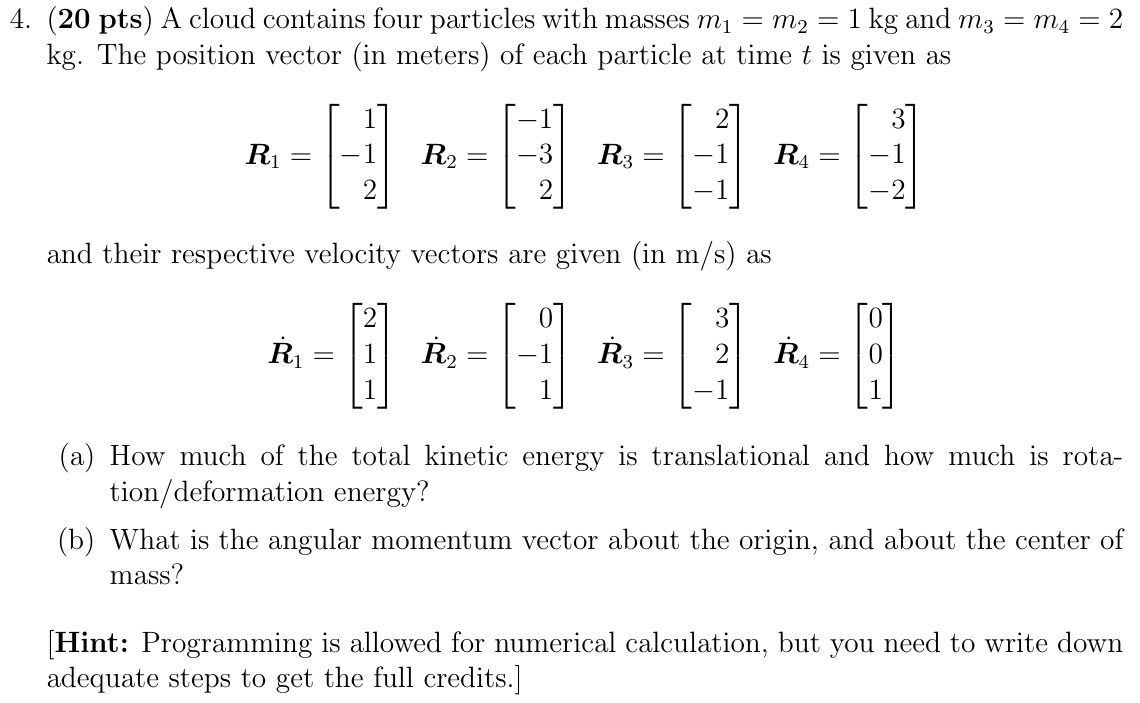 4. (20 pts) A cloud contains four particles with masses m₁ = m₂ = 1 kg and m₃ = m₄ = 2
kg. The position vector (in meters) of each particle at time t is given as
R₁ = [1 −1 2] R₂ = [−1 −3 2] R₃ = [2 −1 −1] R₄ = [3 −1 −2]
and their respective velocity vectors are given (in m/s) as
Ṙ₁ = [2 1 1] Ṙ₂ = [0 −1 1] Ṙ₃ = [3 2 −1] Ṙ₄ = [0 0 1]
(a) How much of the total kinetic energy is translational and how much is rota-
tion/deformation energy?
(b) What is the angular momentum vector about the origin, and about the center of
mass?
[Hint: Programming is allowed for numerical calculation, but you need to write down
adequate steps to get the full credits.]